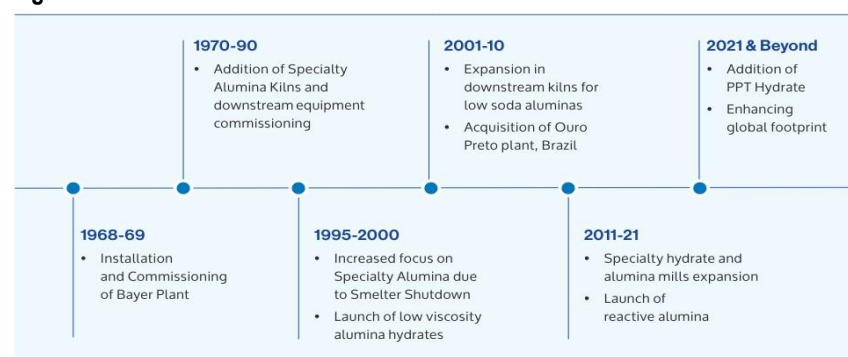 1970-90
• Addition of Specialty
Alumina Kilns and
downstream equipment
commissioning
2001-10
• Expansion in
downstream kilns for
low soda aluminas
• Acquisition of Ouro
Preto plant, Brazil
2021 & Beyond
• Addition of
PPT Hydrate
• Enhancing
global footprint
1968-69
• Installation
and Commissioning
of Bayer Plant
1995-2000
• Increased focus on
Specialty Alumina due
to Smelter Shutdown
• Launch of low viscosity
alumina hydrates
2011-21
• Specialty hydrate and
alumina mills expansion
• Launch of
reactive alumina